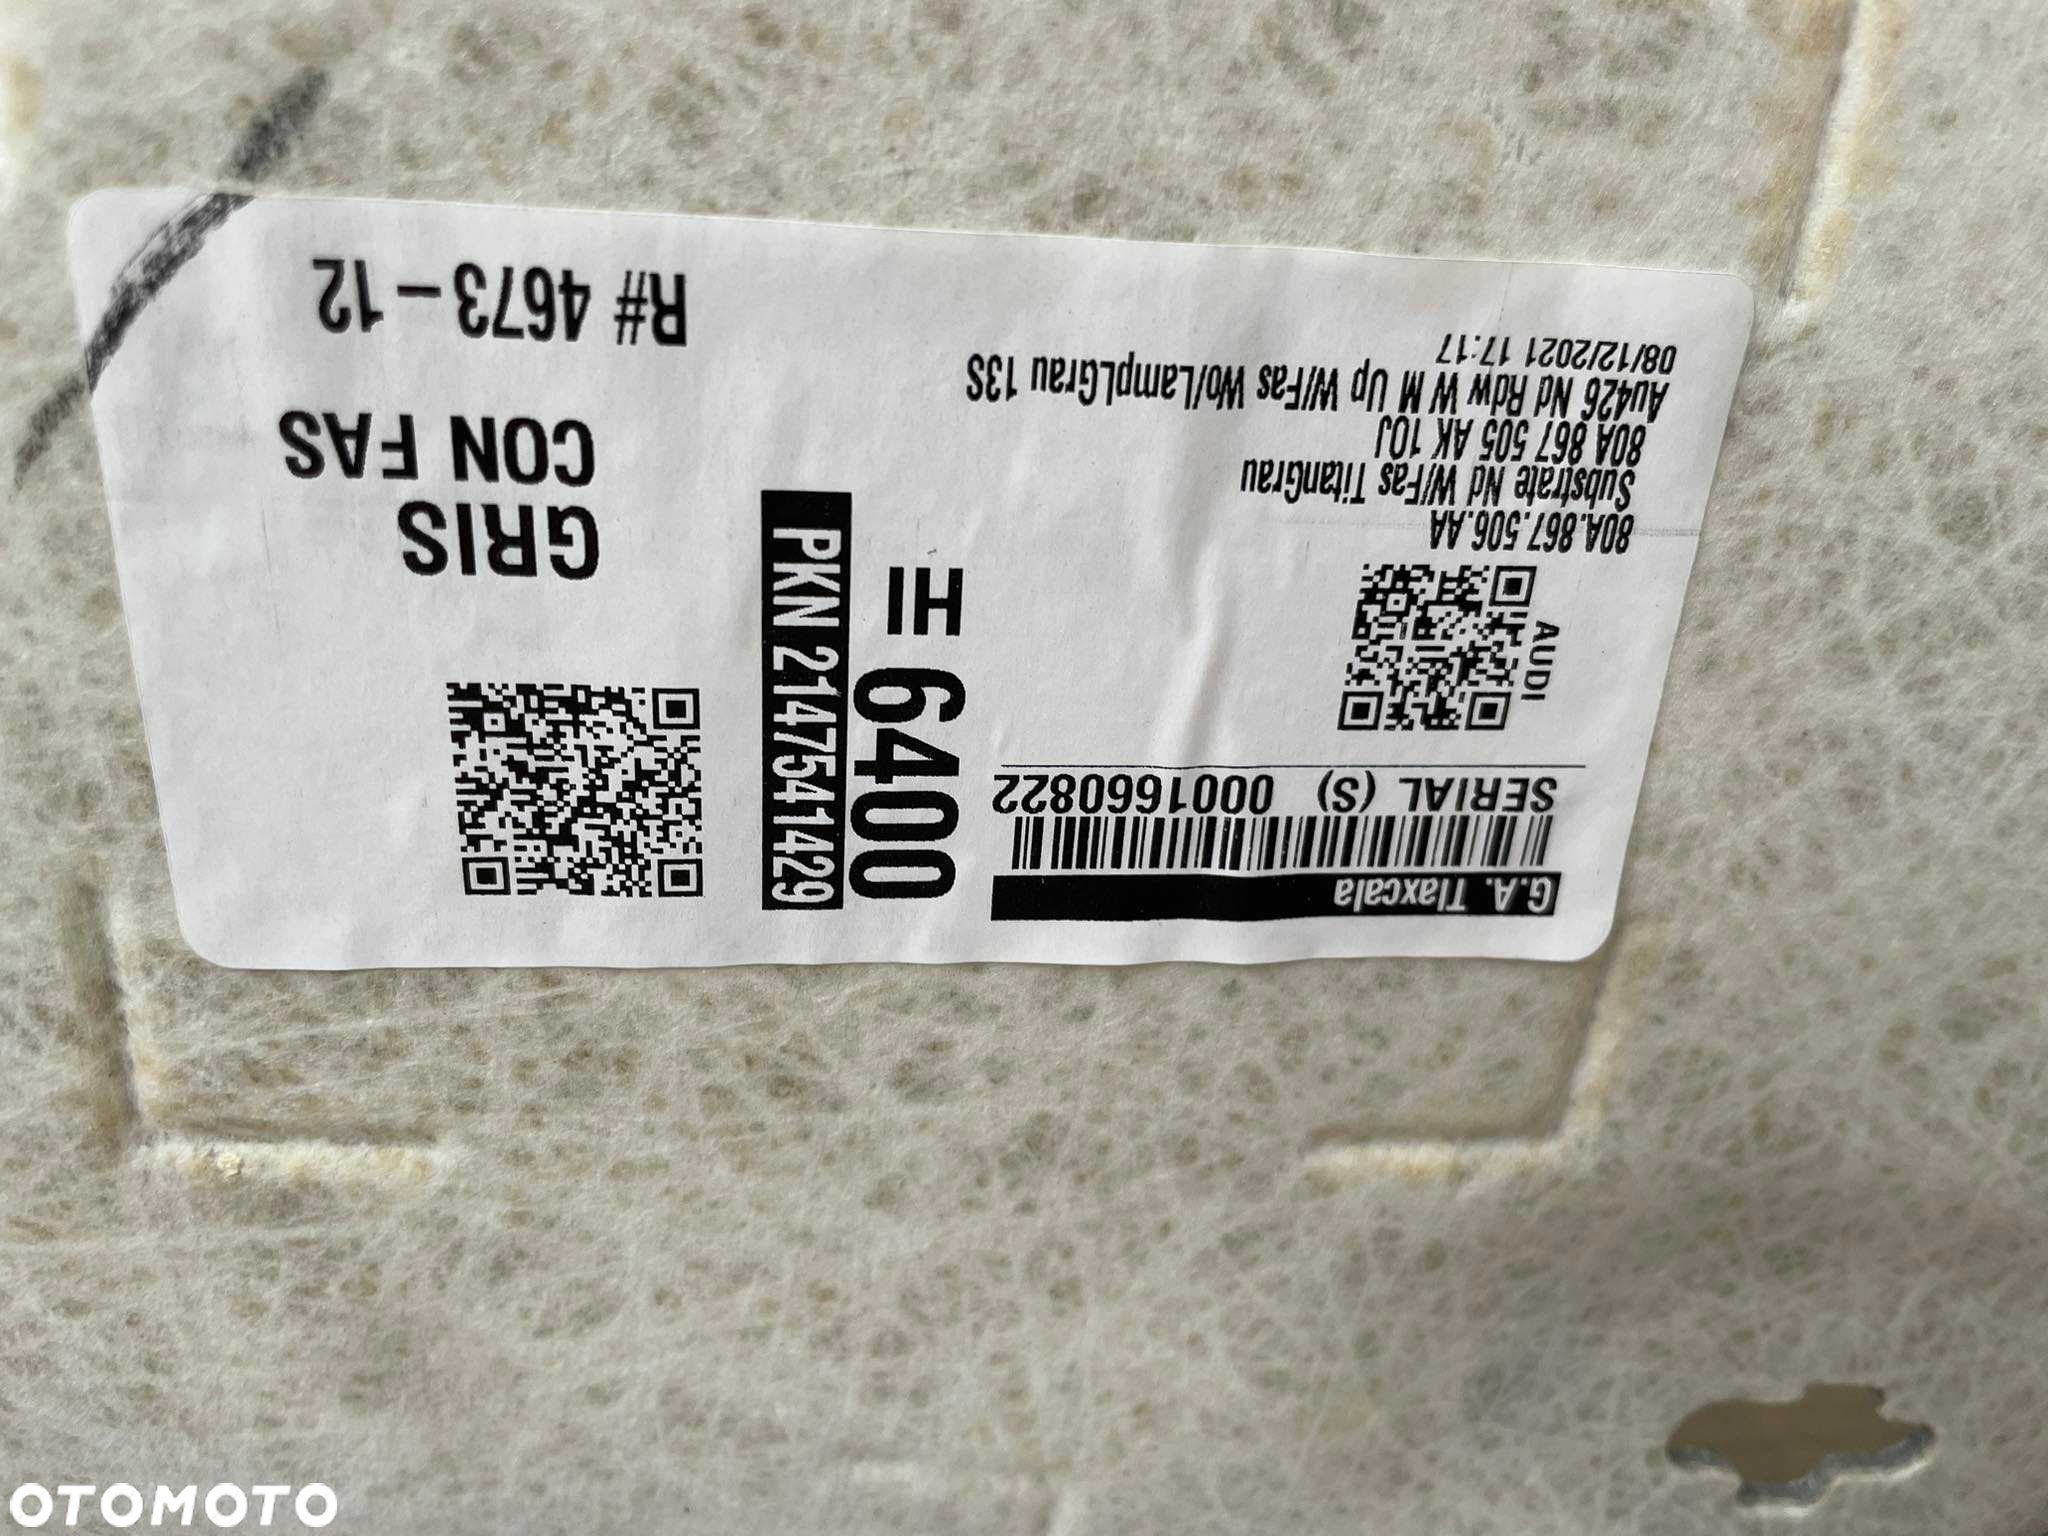 G.A. Tlaxcala
SERIAL (S) 0001660822
AUDI
80A.867.506.AA
Substrate Nd W/Fas TitanGrau
80A 867 505 AK 1OJ
Au426 Nd Rdw W M Up W/Fas Wo/LampLGrau 13S
08/12/2021 17:17
6400 HI
PKN 2147541429
GRIS
CON FAS
R# 4673-12
OTOMOTO